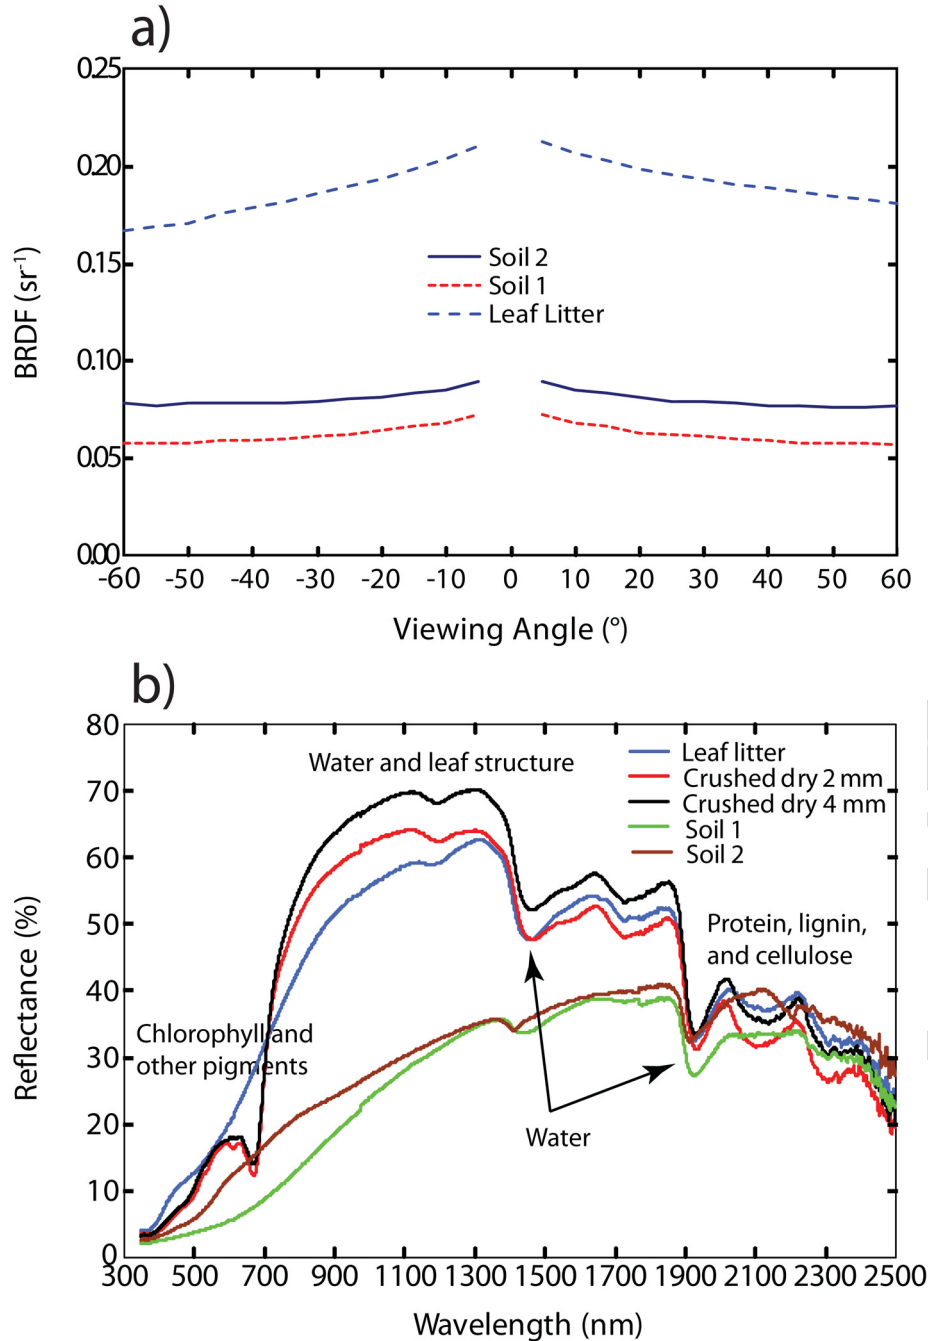 a)
0.25
0.20
0.15
0.10
0.05
0.00
BRDF (sr-1)
Soil 2
Soil 1
Leaf Litter
-60 -50 -40 -30 -20 -10 0 10 20 30 40 50 60
Viewing Angle (°)
b)
80
70
60
50
40
30
20
10
0
Reflectance (%)
Water and leaf structure
Leaf litter
Crushed dry 2 mm
Crushed dry 4 mm
Soil 1
Soil 2
Protein, lignin,
and cellulose
Chlorophyll and
other pigments
Water
300 500 700 900 1100 1300 1500 1700 1900 2100 2300 2500
Wavelength (nm)